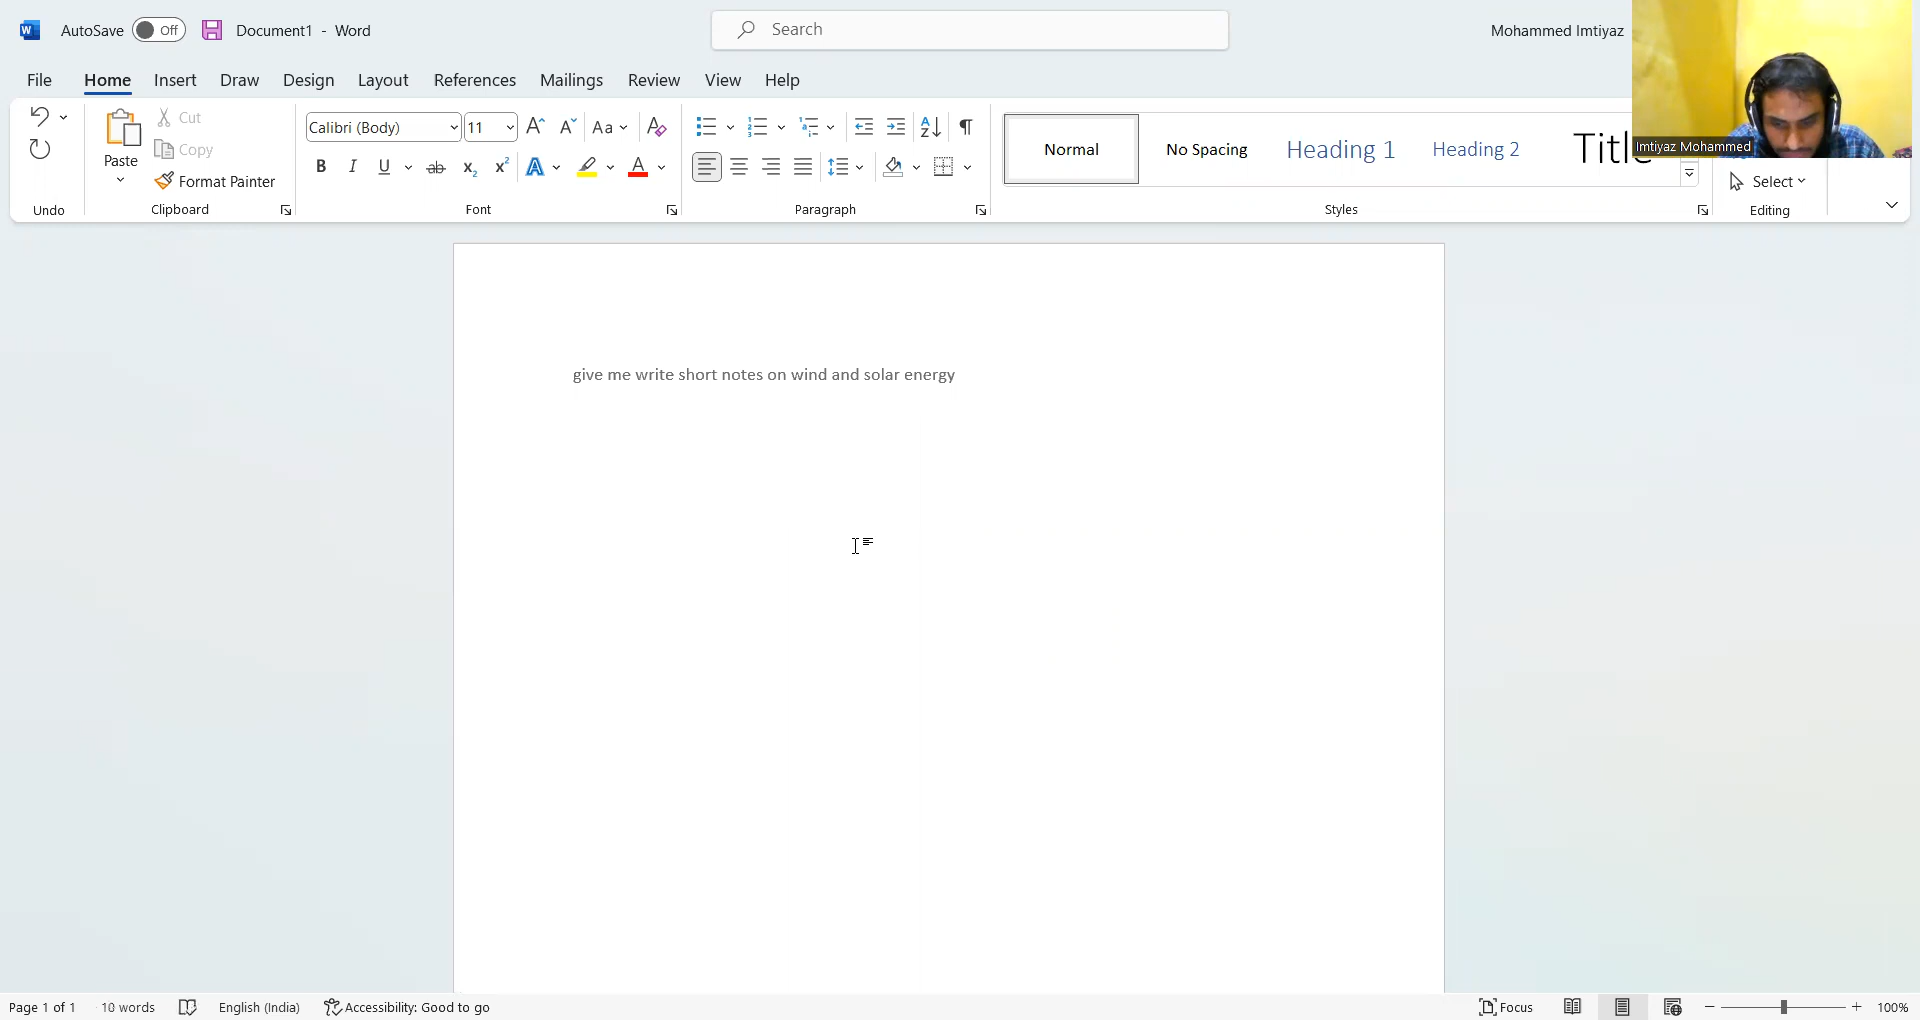 AutoSave Off Document1 - Word Search Mohammed Imtiyaz
File Home Insert Draw Design Layout References Mailings Review View Help
Paste Cut Copy Format Painter
Calibri (Body) 11 Aa
Normal No Spacing Heading 1 Heading 2 Title
Imtiyaz Mohammed
Select
Undo Clipboard Font Paragraph Styles Editing
give me write short notes on wind and solar energy
Page 1 of 1 10 words English (India) Accessibility: Good to go Focus 100%